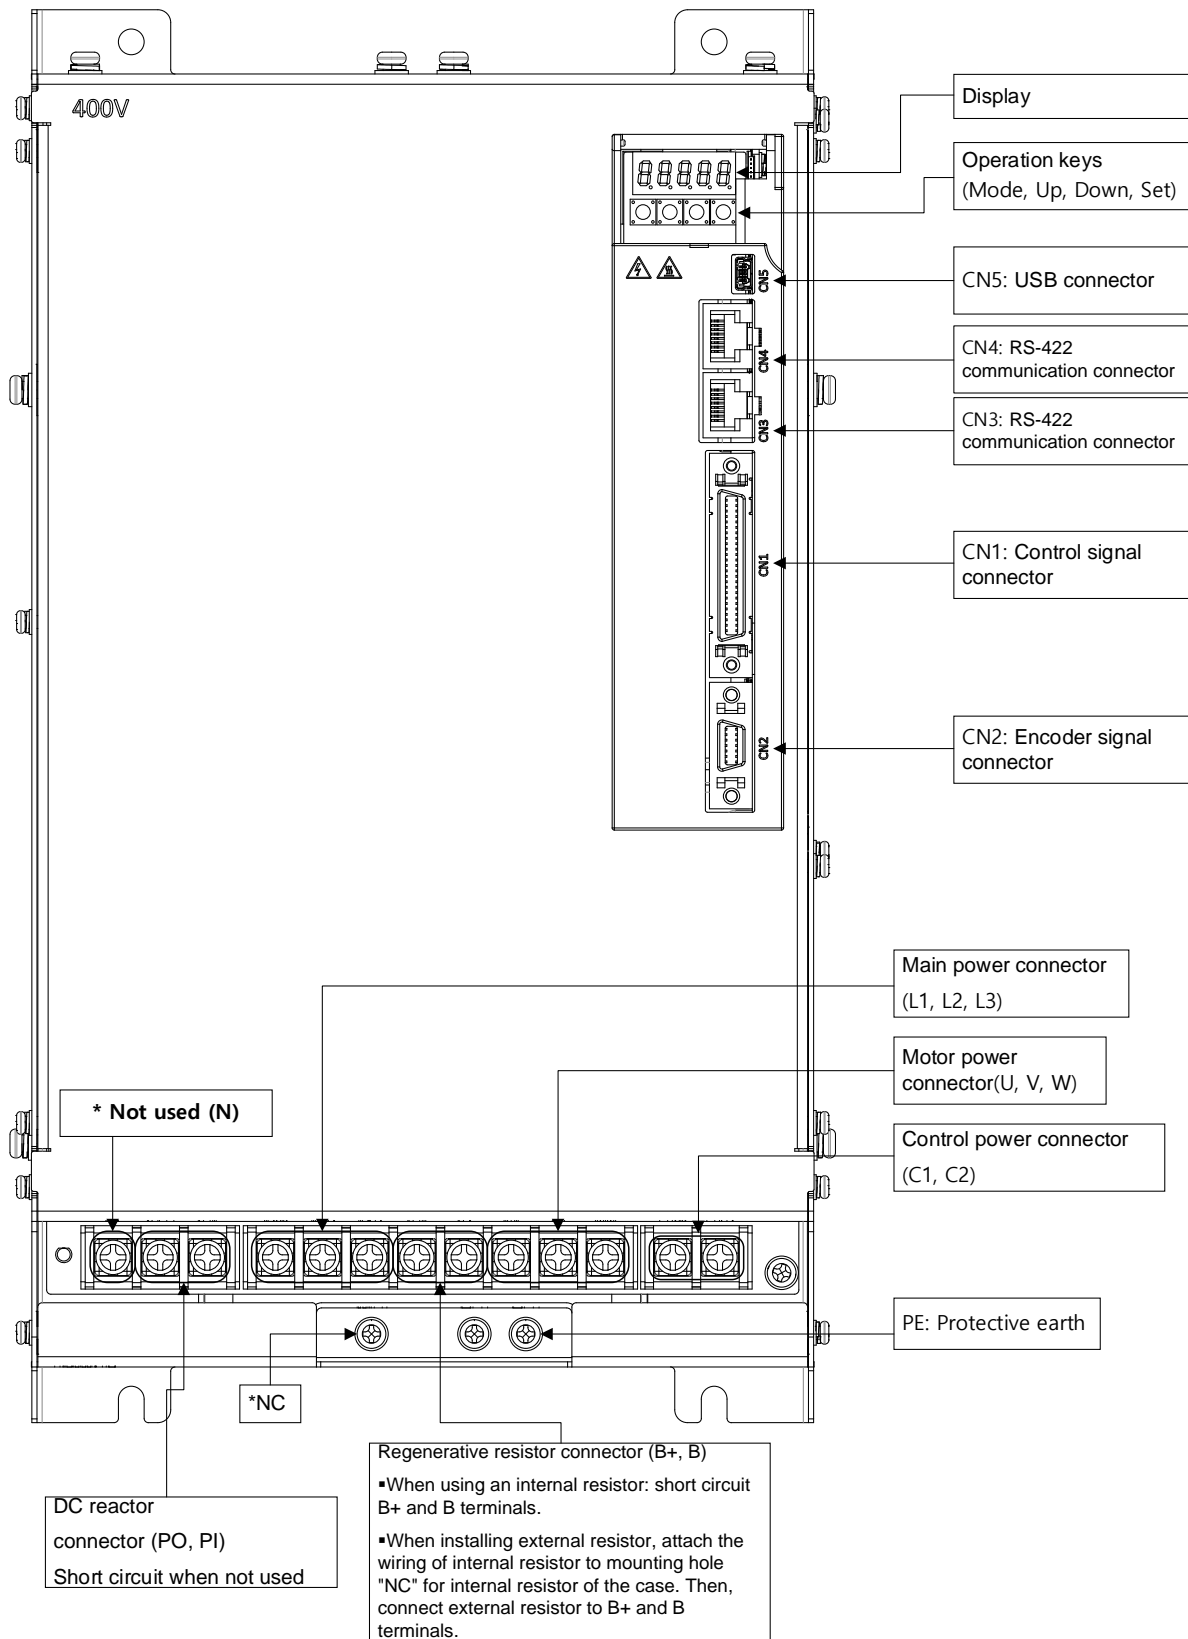 400V
Display
Operation keys
(Mode, Up, Down, Set)
CN5
CN5: USB connector
CN4
CN4: RS-422
communication connector
CN3
CN3: RS-422
communication connector
CN1
CN1: Control signal
connector
CN2
CN2: Encoder signal
connector
Main power connector
(L1, L2, L3)
Motor power
connector(U, V, W)
* Not used (N)
Control power connector
(C1, C2)
PE: Protective earth
*NC
Regenerative resistor connector (B+, B)
▪When using an internal resistor: short circuit
B+ and B terminals.
▪When installing external resistor, attach the
wiring of internal resistor to mounting hole
"NC" for internal resistor of the case. Then,
connect external resistor to B+ and B
terminals.
DC reactor
connector (PO, PI)
Short circuit when not used